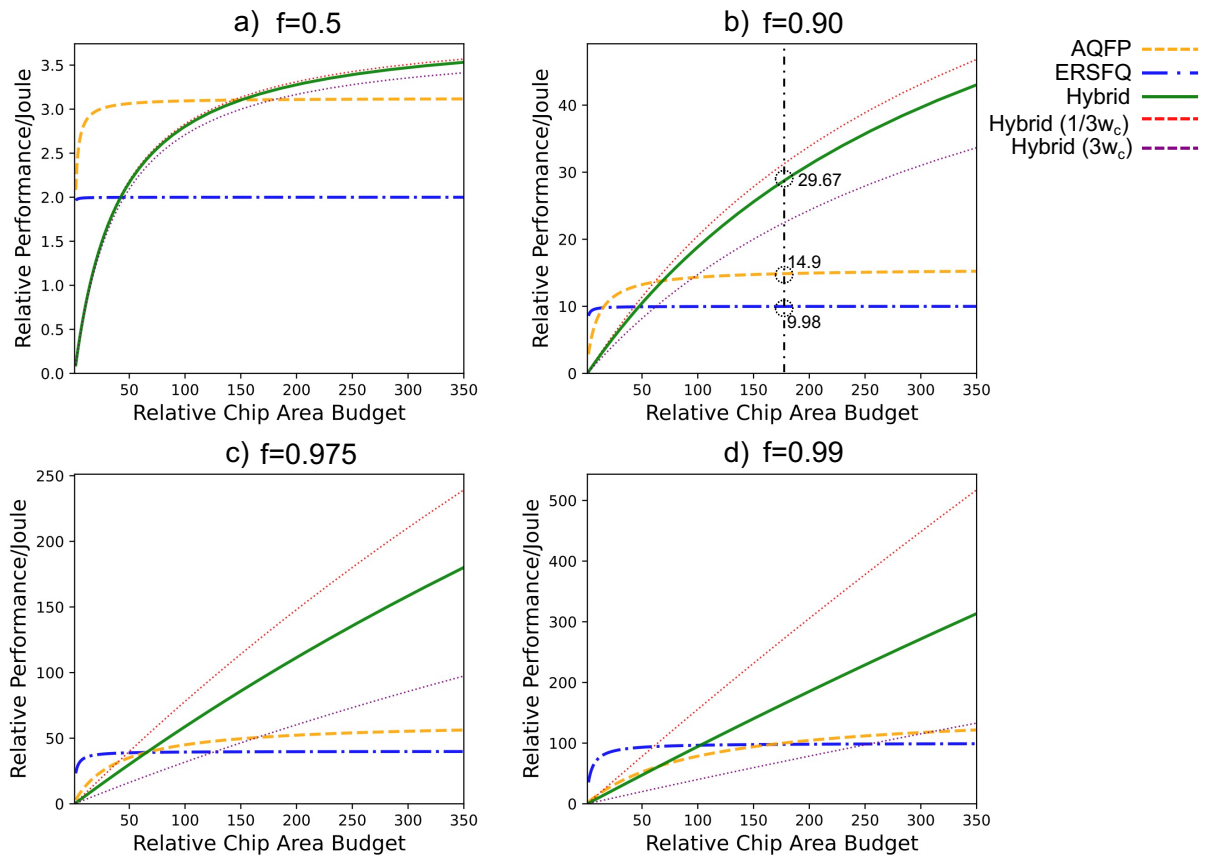 a) f=0.5
Relative Performance/Joule
3.5
3.0
2.5
2.0
1.5
1.0
0.5
0.0
50 100 150 200 250 300 350
Relative Chip Area Budget
b) f=0.90
Relative Performance/Joule
40
30
20
10
0
29.67
14.9
9.98
50 100 150 200 250 300 350
Relative Chip Area Budget
AQFP
ERSFQ
Hybrid
Hybrid (1/3w_c)
Hybrid (3w_c)
c) f=0.975
Relative Performance/Joule
250
200
150
100
50
0
50 100 150 200 250 300 350
Relative Chip Area Budget
d) f=0.99
Relative Performance/Joule
500
400
300
200
100
0
50 100 150 200 250 300 350
Relative Chip Area Budget